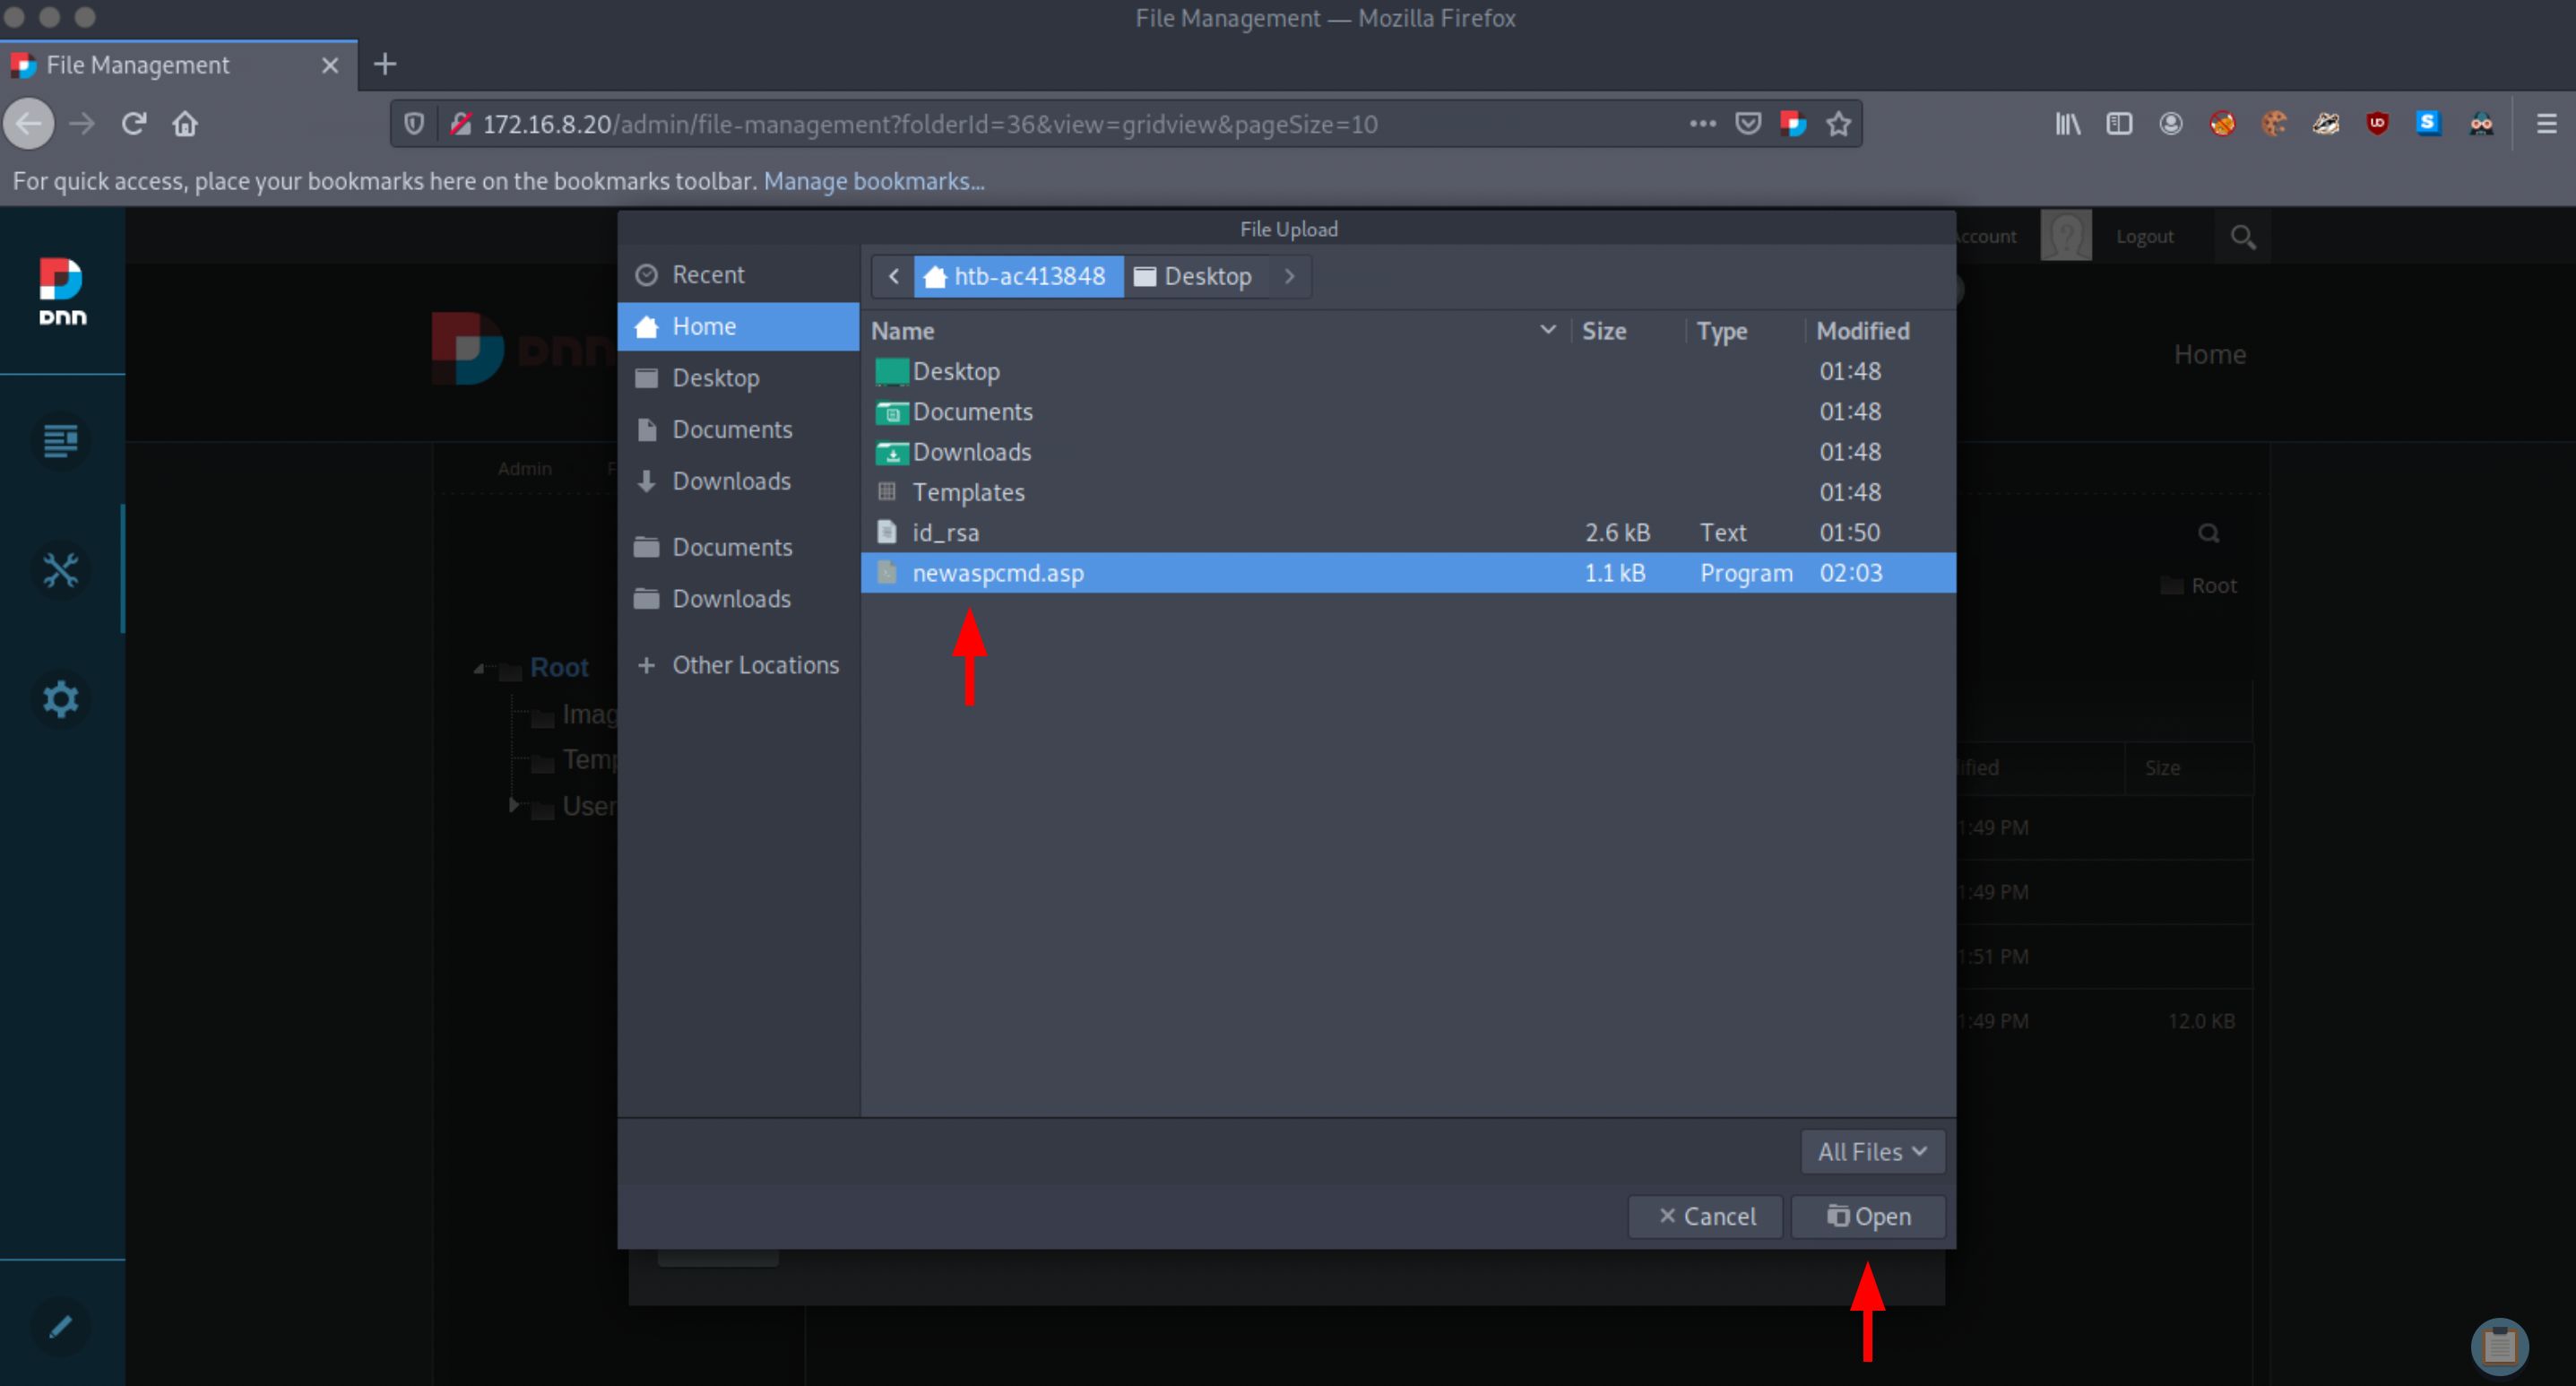 File Management — Mozilla Firefox
File Management
172.16.8.20/admin/file-management?folderId=36&view=gridview&pageSize=10
For quick access, place your bookmarks here on the bookmarks toolbar. Manage bookmarks...
File Upload
Logout
DNN
Recent
htb-ac413848 Desktop
Home
Name Size Type Modified
Home
Desktop
Desktop 01:48
Documents
Documents 01:48
Downloads
Downloads 01:48
Admin
Templates 01:48
id_rsa 2.6 kB Text 01:50
Documents
newaspcmd.asp 1.1 kB Program 02:03
Downloads
Root
Other Locations
Root
Size
1:49 PM
1:49 PM
1:51 PM
1:49 PM 12.0 KB
All Files
Cancel Open